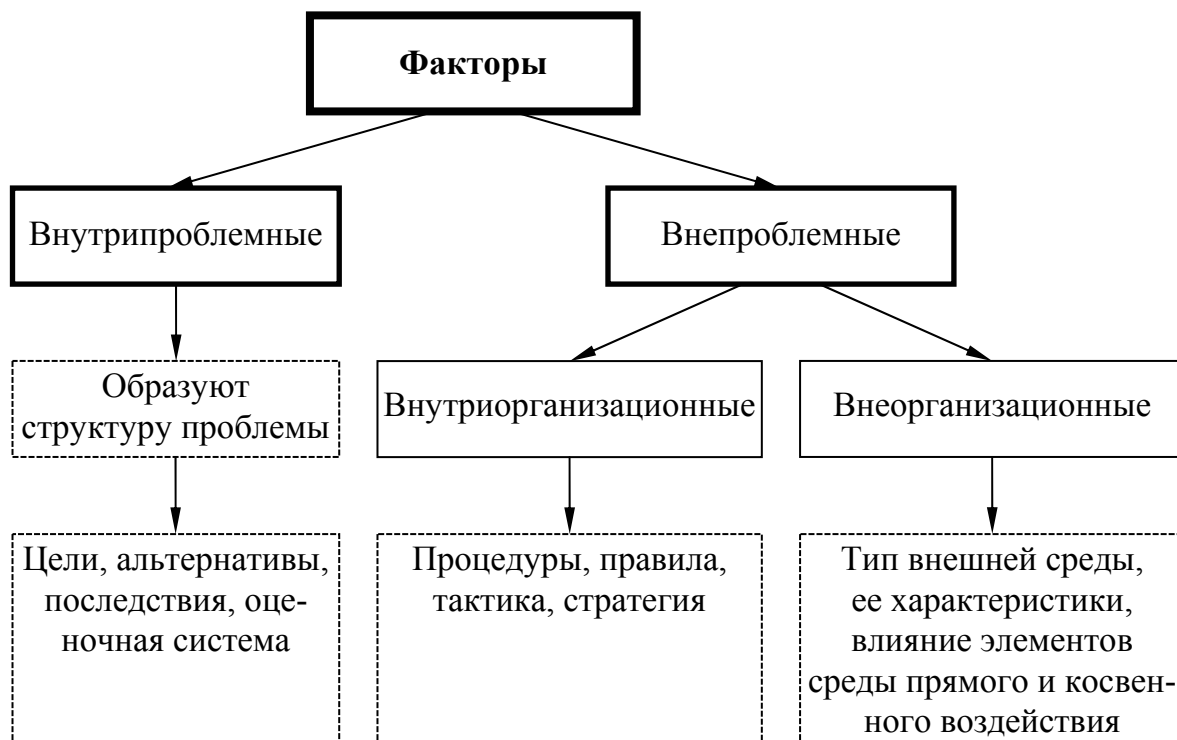 Факторы
Внутрипроблемные
Внепроблемные
Образуют
структуру проблемы
Внутриорганизационные
Внеорганизационные
Цели, альтернативы,
последствия, оце-
ночная система
Процедуры, правила,
тактика, стратегия
Тип внешней среды,
ее характеристики,
влияние элементов
среды прямого и косвен-
ного воздействия